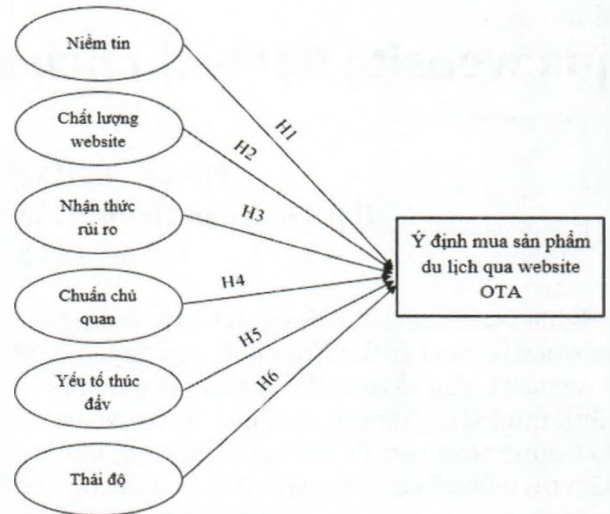 Niềm tin
Chất lượng
website
Nhận thức
rủi ro
Chuẩn chủ
quan
Yếu tố thúc
đẩy
Thái độ
H1
H2
H3
H4
H5
H6
Ý định mua sản phẩm
du lịch qua website
OTA